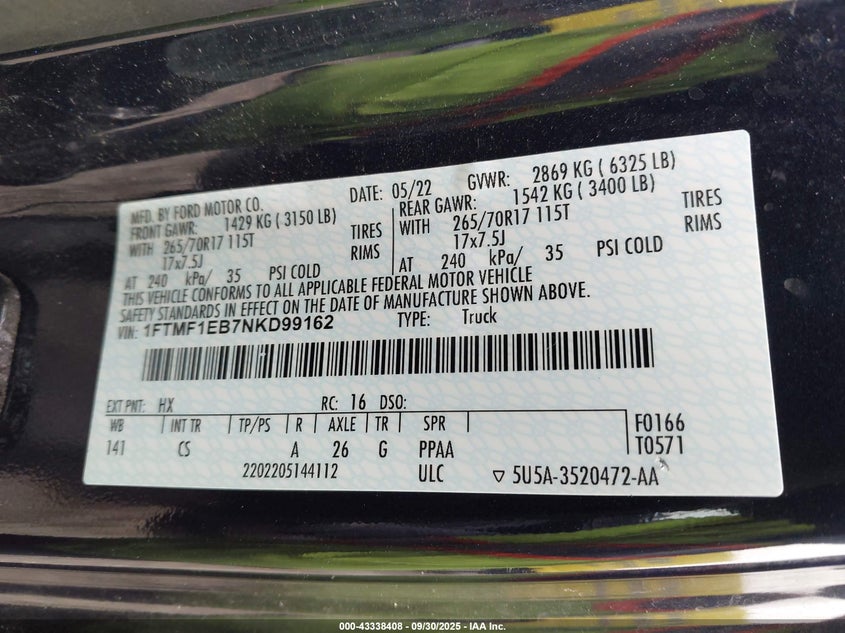 MFD. BY FORD MOTOR CO. DATE: 05/22 GVWR: 2869 KG ( 6325 LB)
FRONT GAWR: 1429 KG ( 3150 LB) REAR GAWR: 1542 KG ( 3400 LB)
WITH 265/70R17 115T TIRES WITH 265/70R17 115T TIRES
17x7.5J RIMS 17x7.5J RIMS
AT 240 kPa/ 35 PSI COLD AT 240 kPa/ 35 PSI COLD
THIS VEHICLE CONFORMS TO ALL APPLICABLE FEDERAL MOTOR VEHICLE
SAFETY STANDARDS IN EFFECT ON THE DATE OF MANUFACTURE SHOWN ABOVE.
VIN: 1FTMF1EB7NKD99162 TYPE: Truck
EXT PNT: HX RC: 16 DSO:
WB INT TR TP/PS R AXLE TR SPR F0166
141 CS A 26 G PPAA T0571
2202205144112 ULC ▽ 5U5A-3520472-AA
000-43338408 - 09/30/2025 - IAA Inc.